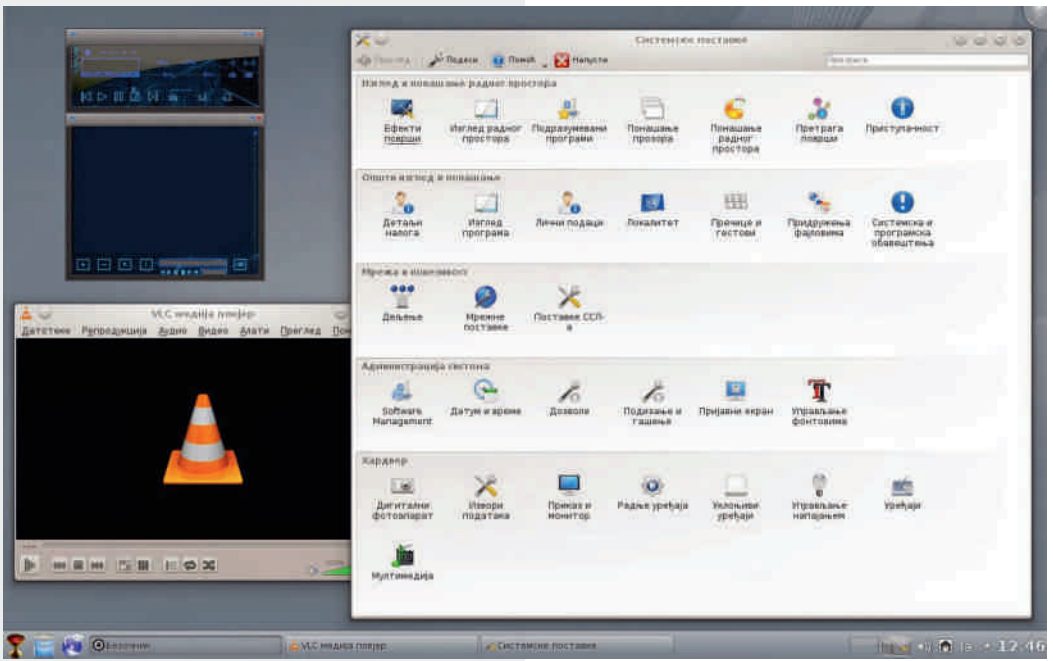 Системске поставке
Преглед Подеси Помоћ Напусти
Изглед и понашање радног простора
Ефекти површи
Изглед радног простора
Подразумевани програми
Понашање прозора
Понашање радног простора
Претрага површи
Приступачност
Општи изглед и понашање
Детаљи налога
Изглед програма
Лични подаци
Локалитет
Пречице и гестови
Придружења фајловима
Системска и програмска обавештења
Мрежа и повезивост
Дељење
Мрежне поставке
Поставке ССЛ-а
Администрација система
Software Management
Датум и време
Дозволе
Подизање и гашење
Пријавни екран
Управљање фонтовима
Хардвер
Дигитални фотоапарат
Извори података
Приказ и монитор
Радње уређаја
Уклоњиви уређаји
Управљање напајањем
Уређаји
Мултимедија
VLC медија плејер
Датотеке Репродукција Аудио Видео Алати Преглед
VLC медија плејер
Системске поставке
12:46